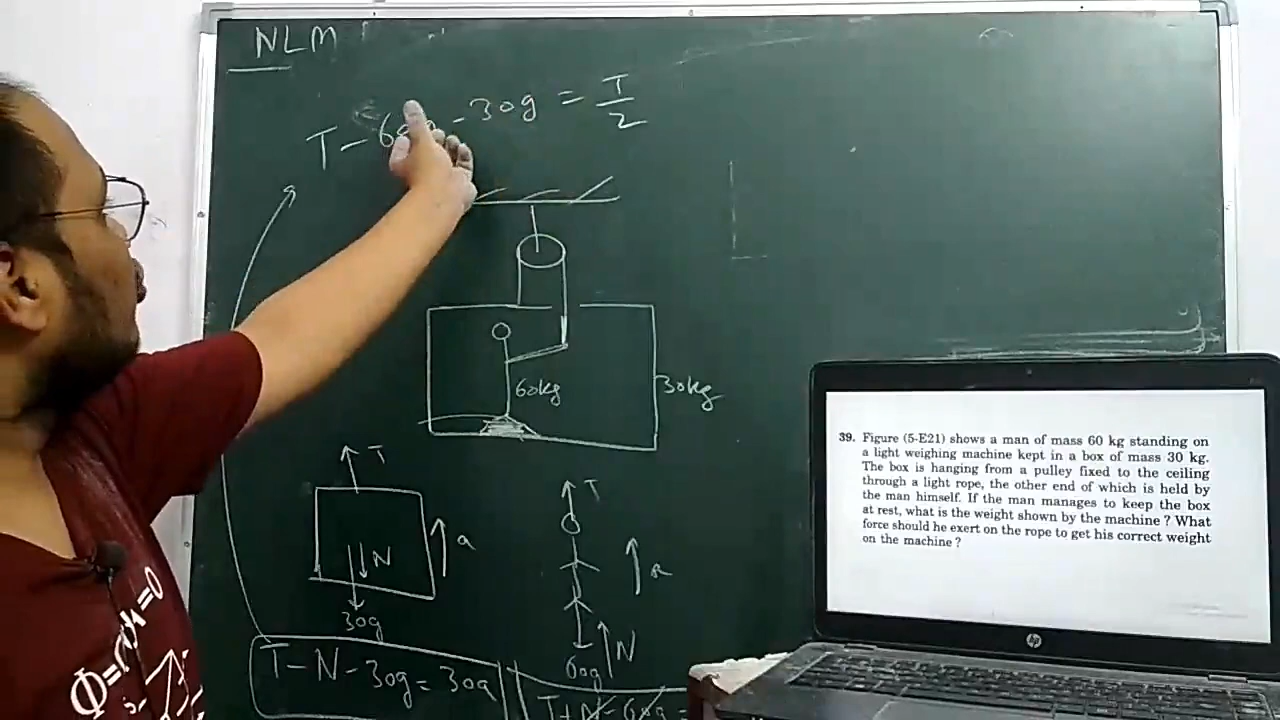 NLM
T - 60g - 30g = T/2
60kg
30kg
T
N
a
30g
T
a
N
60g
T - N - 30g = 30a
T + N - 60g =
39. Figure (5-E21) shows a man of mass 60 kg standing on
a light weighing machine kept in a box of mass 30 kg.
The box is hanging from a pulley fixed to the ceiling
through a light rope, the other end of which is held by
the man himself. If the man manages to keep the box
at rest, what is the weight shown by the machine ? What
force should he exert on the rope to get his correct weight
on the machine ?
hp